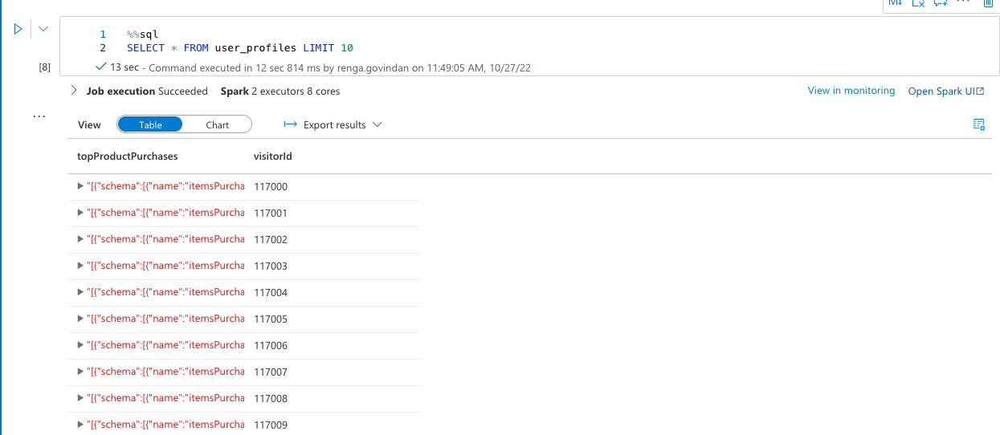 M↓
1 %%sql
2 SELECT * FROM user_profiles LIMIT 10
[8]
13 sec - Command executed in 12 sec 814 ms by renga.govindan on 11:49:05 AM, 10/27/22
Job execution Succeeded Spark 2 executors 8 cores View in monitoring Open Spark UI
View Table Chart Export results
topProductPurchases visitorId
"[{"schema":[{"name":"itemsPurcha 117000
"[{"schema":[{"name":"itemsPurcha 117001
"[{"schema":[{"name":"itemsPurcha 117002
"[{"schema":[{"name":"itemsPurcha 117003
"[{"schema":[{"name":"itemsPurcha 117004
"[{"schema":[{"name":"itemsPurcha 117005
"[{"schema":[{"name":"itemsPurcha 117006
"[{"schema":[{"name":"itemsPurcha 117007
"[{"schema":[{"name":"itemsPurcha 117008
"[{"schema":[{"name":"itemsPurcha 117009